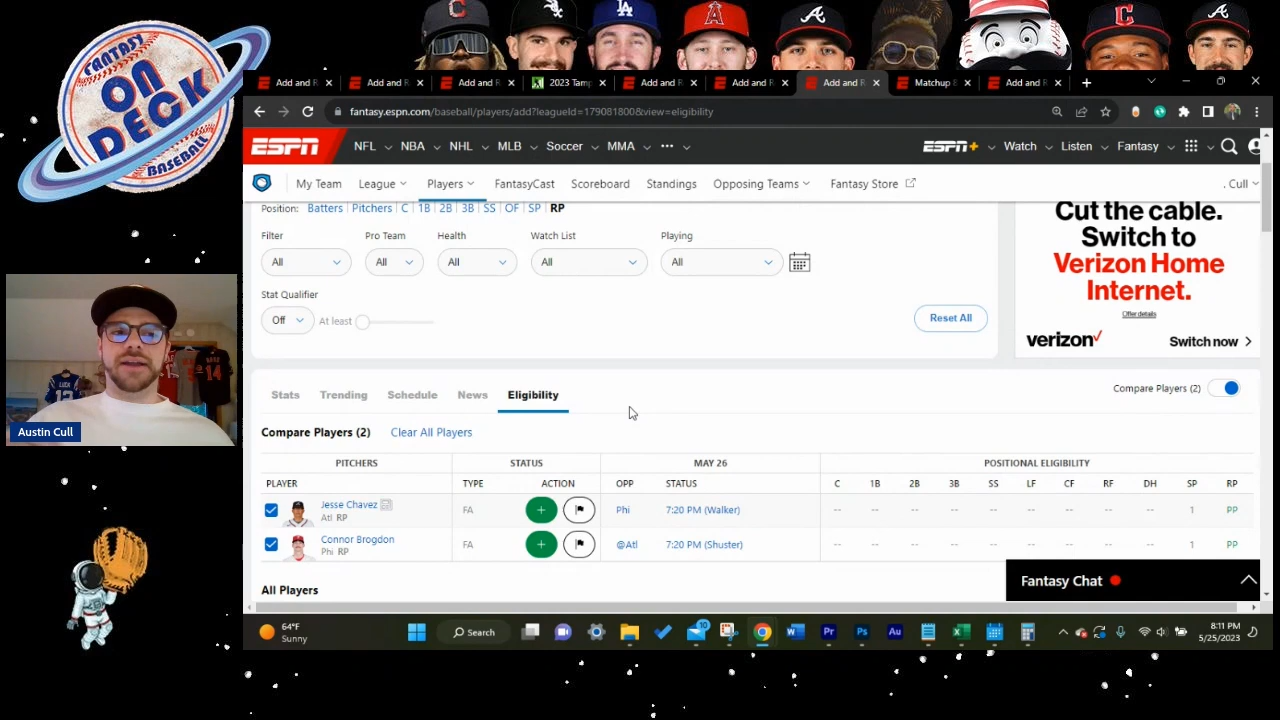 FANTASY
ON
DECK
BASEBALL
Add and R
Add and R
Add and R
2023 Tam
Add and R
Add and R
Add and R
Matchup
Add and R
fantasy.espn.com/baseball/players/add?leagueId=179081800&view=eligibility
ESPN
NFL
NBA
NHL
MLB
Soccer
MMA
ESPN+
Watch
Listen
Fantasy
My Team
League
Players
FantasyCast
Scoreboard
Standings
Opposing Teams
Fantasy Store
. Cull
Position: Batters Pitchers C 1B 2B 3B SS OF SP RP
Filter Pro Team Health Watch List Playing
All All All All All
Stat Qualifier
Off At least
Reset All
Cut the cable.
Switch to
Verizon Home
Internet.
Offer details
verizon
Switch now
Stats Trending Schedule News Eligibility
Compare Players (2)
Compare Players (2) Clear All Players
PITCHERS STATUS MAY 26 POSITIONAL ELIGIBILITY
PLAYER TYPE ACTION OPP STATUS C 1B 2B 3B SS LF CF RF DH SP RP
Jesse Chavez
Atl RP
FA Phi 7:20 PM (Walker) -- -- -- -- -- -- -- -- -- 1 PP
Connor Brogdon
Phi RP
FA @Atl 7:20 PM (Shuster) -- -- -- -- -- -- -- -- -- 1 PP
All Players
Fantasy Chat
LUCK
12
14
Austin Cull
64°F
Sunny
Search
10
8:11 PM
5/25/2023